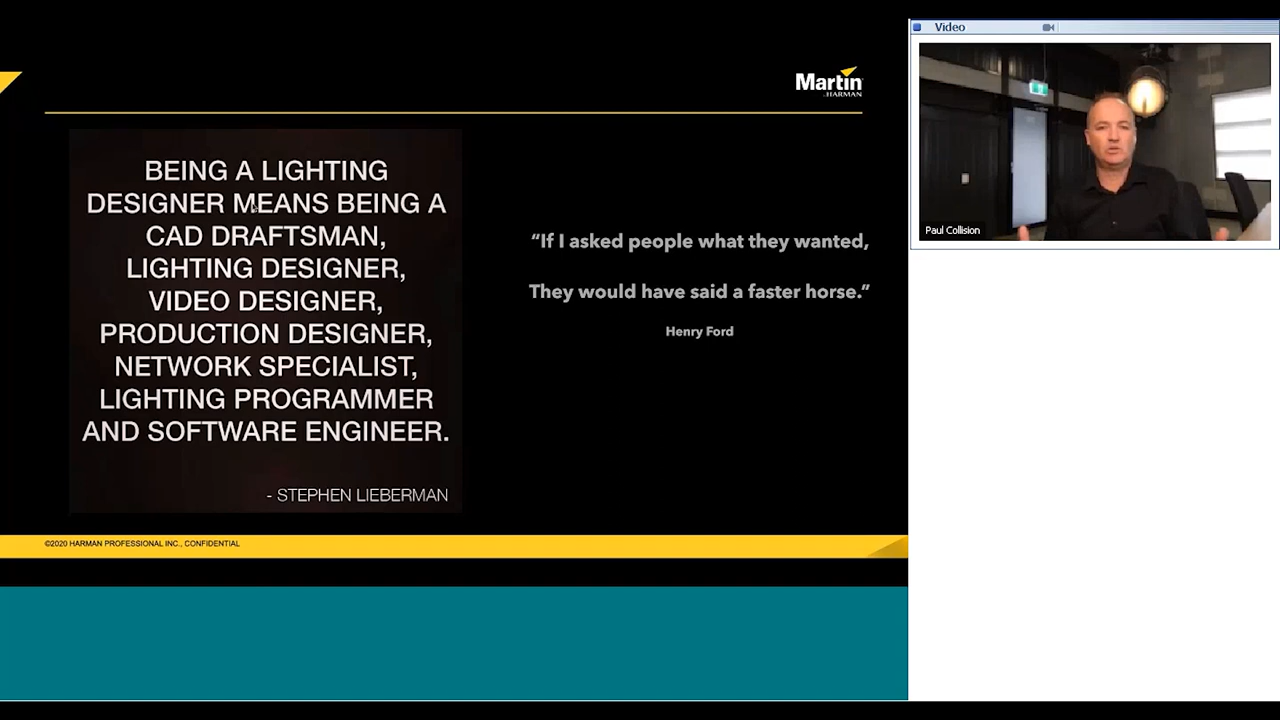 Martin
by HARMAN
BEING A LIGHTING
DESIGNER MEANS BEING A
CAD DRAFTSMAN,
LIGHTING DESIGNER,
VIDEO DESIGNER,
PRODUCTION DESIGNER,
NETWORK SPECIALIST,
LIGHTING PROGRAMMER
AND SOFTWARE ENGINEER.
- STEPHEN LIEBERMAN
“If I asked people what they wanted,
They would have said a faster horse.”
Henry Ford
©2020 HARMAN PROFESSIONAL INC., CONFIDENTIAL
Video
Paul Collision